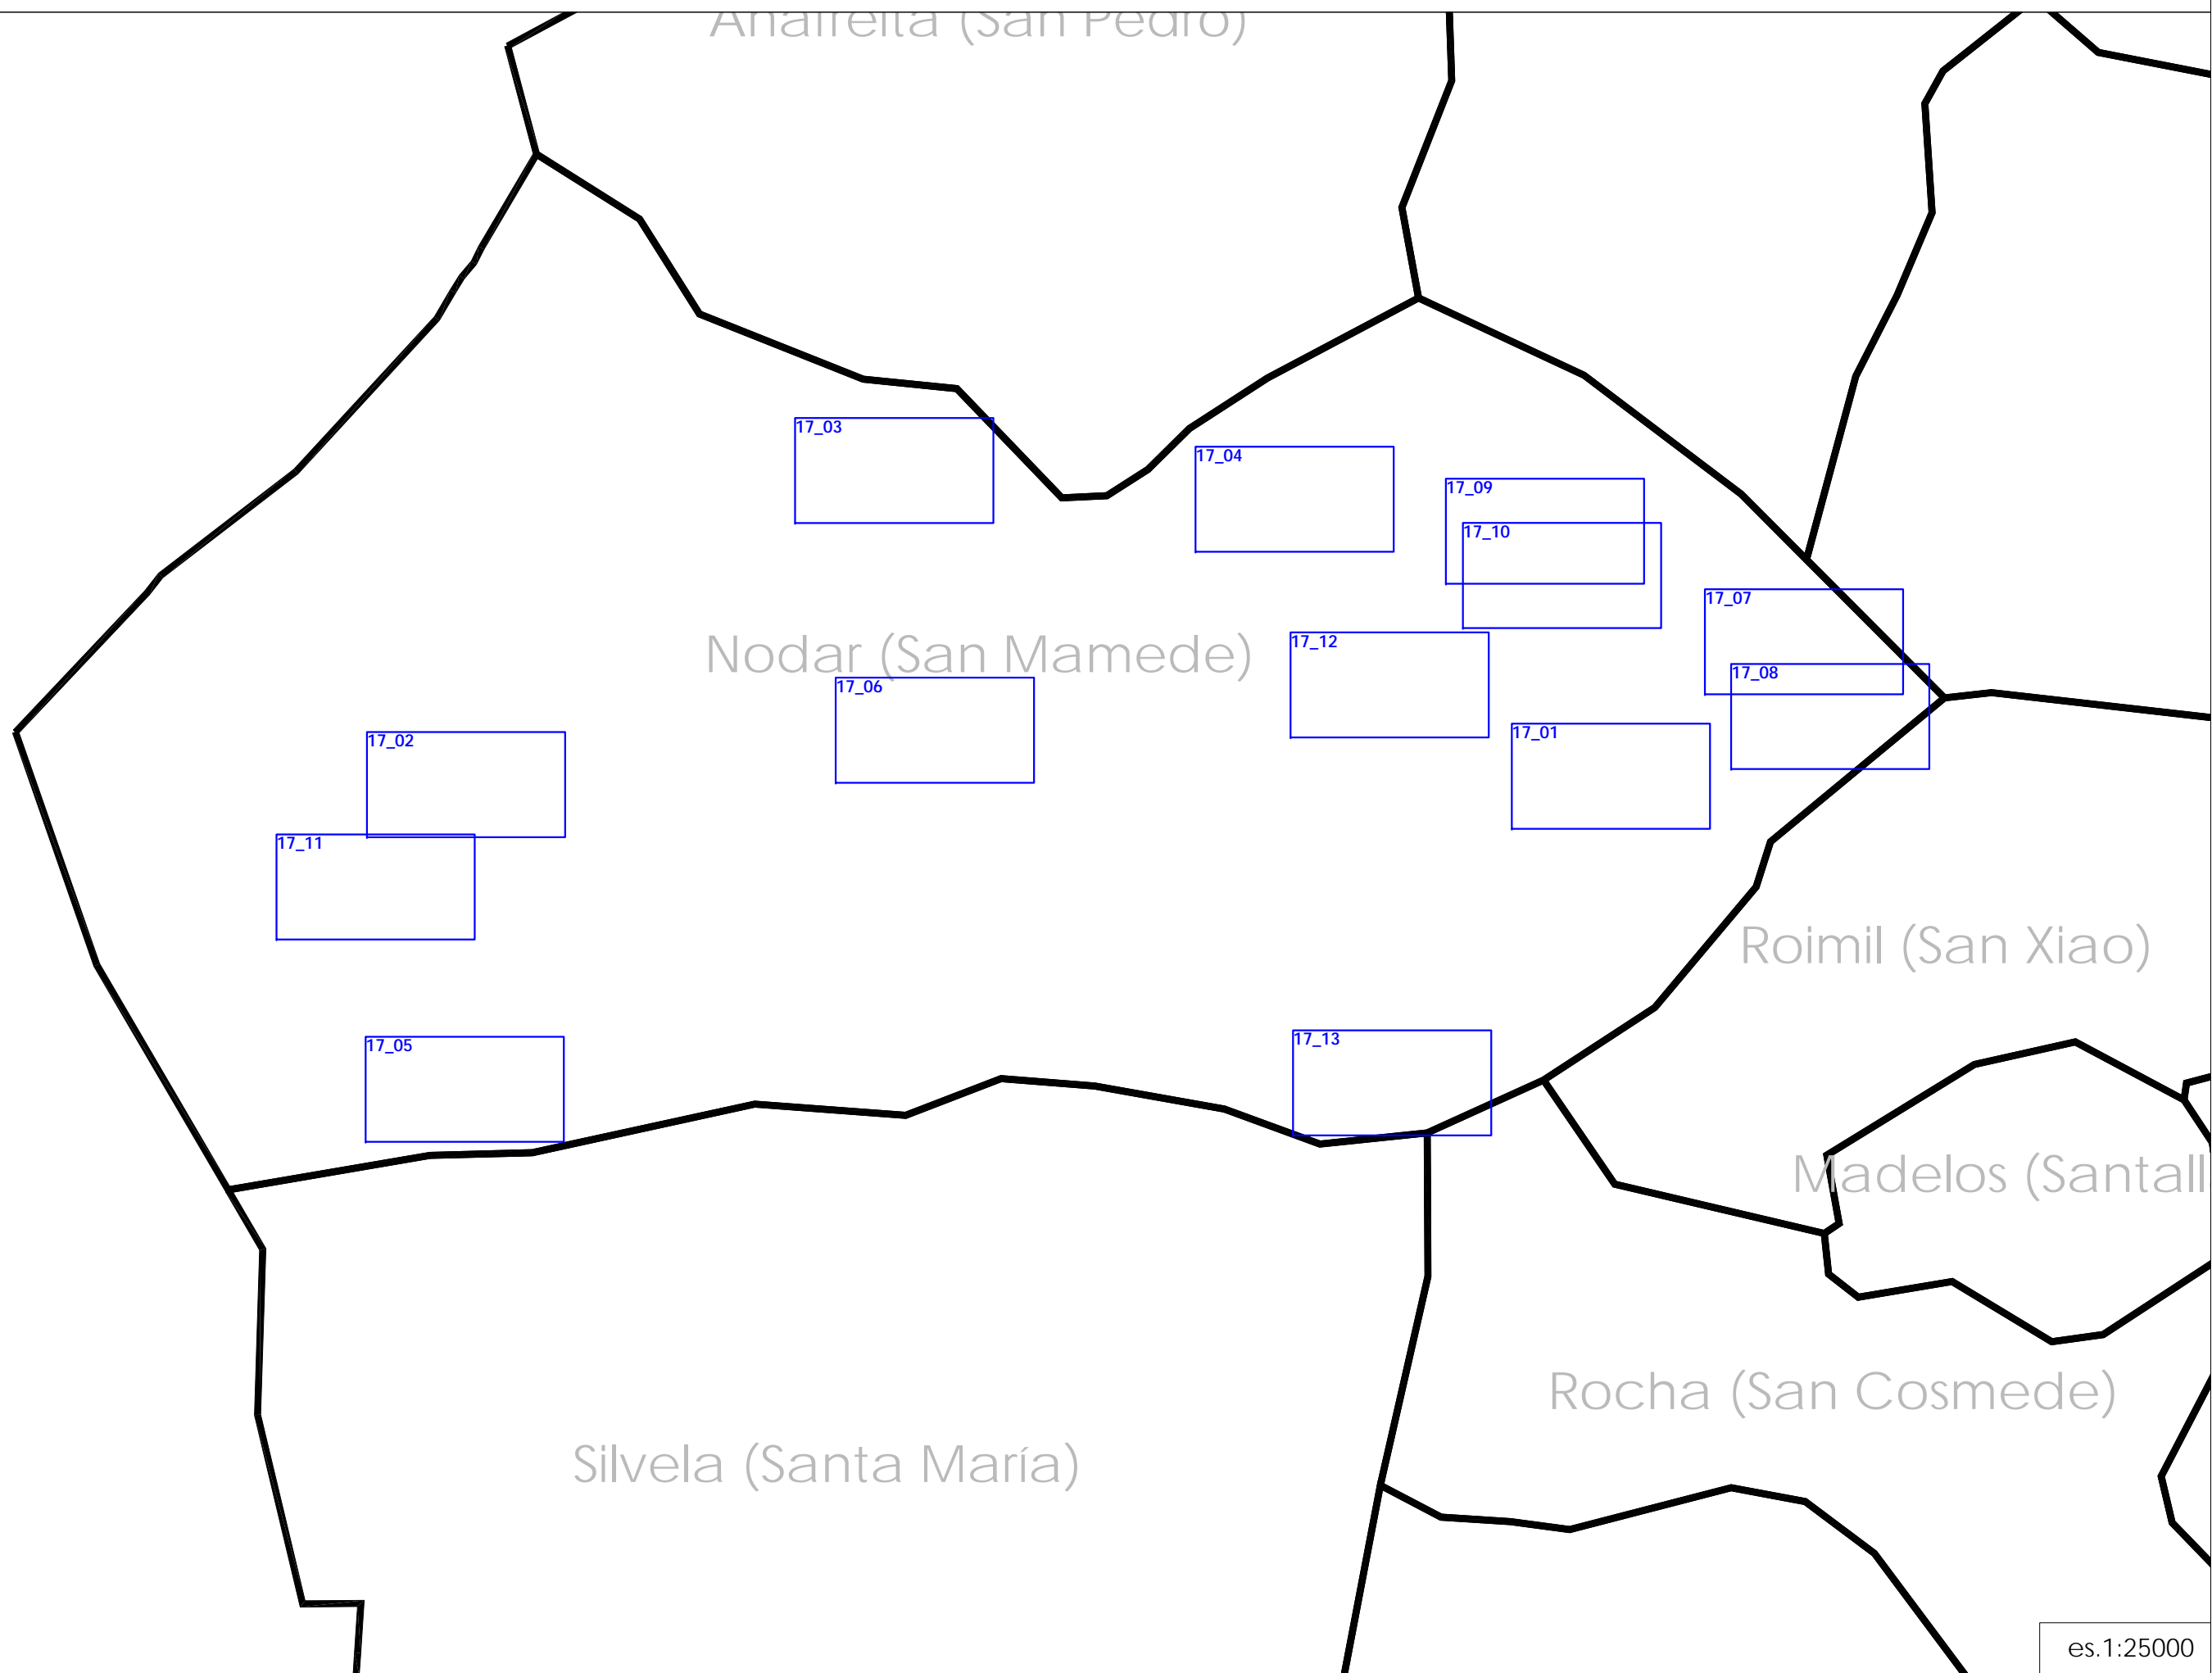 (San Pedro)
17_03
17_04
17_09
17_10
17_07
17_12
Nodar (San Mamede)
17_08
17_06
17_01
17_02
17_11
Roimil (San Xiao)
17_13
17_05
Madelos (Santall
Rocha (San Cosmede)
Silvela (Santa María)
es.1:25000